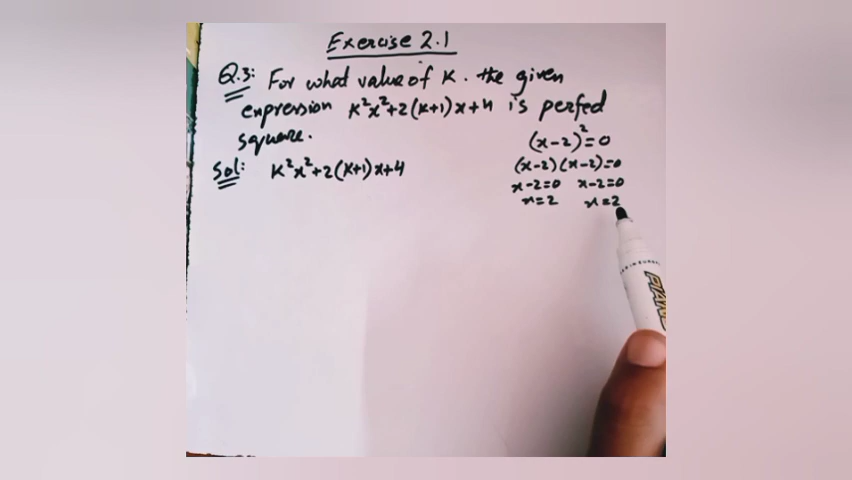 Exercise 2.1
Q.3: For what value of K. the given
expression K²x²+2(K+1)x+4 is perfect
square.
Sol: K²x²+2(K+1)x+4
(x-2)²=0
(x-2)(x-2)=0
x-2=0 x-2=0
x=2 x=2
PIANO